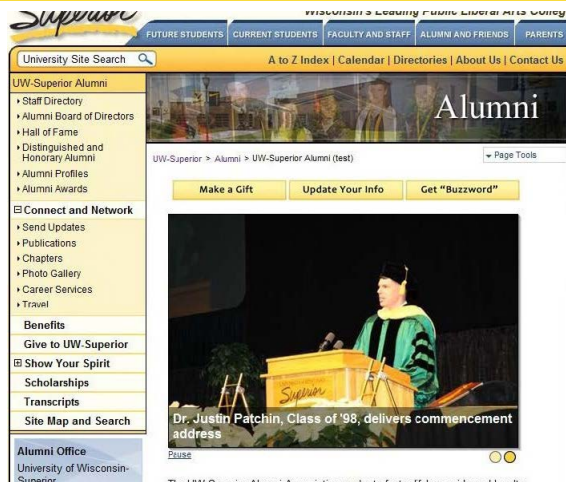 Superior
Wisconsin's Leading Public Liberal Arts College
FUTURE STUDENTS
CURRENT STUDENTS
FACULTY AND STAFF
ALUMNI AND FRIENDS
PARENTS
University Site Search
A to Z Index | Calendar | Directories | About Us | Contact Us
UW-Superior Alumni
Staff Directory
Alumni Board of Directors
Hall of Fame
Distinguished and
Honorary Alumni
Alumni Profiles
Alumni Awards
Connect and Network
Send Updates
Publications
Chapters
Photo Gallery
Career Services
Travel
Benefits
Give to UW-Superior
Show Your Spirit
Scholarships
Transcripts
Site Map and Search
Alumni Office
University of Wisconsin-
Superior
Alumni
UW-Superior > Alumni > UW-Superior Alumni (test)
Page Tools
Make a Gift
Update Your Info
Get "Buzzword"
Superior
Dr. Justin Patchin, Class of '98, delivers commencement
address
Pause
The UW-Superior Alumni Association